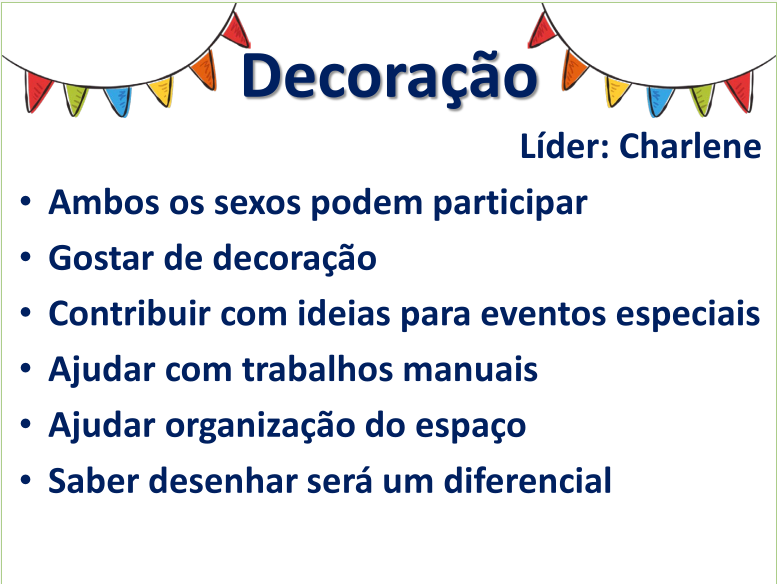 Decoração
Líder: Charlene
• Ambos os sexos podem participar
• Gostar de decoração
• Contribuir com ideias para eventos especiais
• Ajudar com trabalhos manuais
• Ajudar organização do espaço
• Saber desenhar será um diferencial